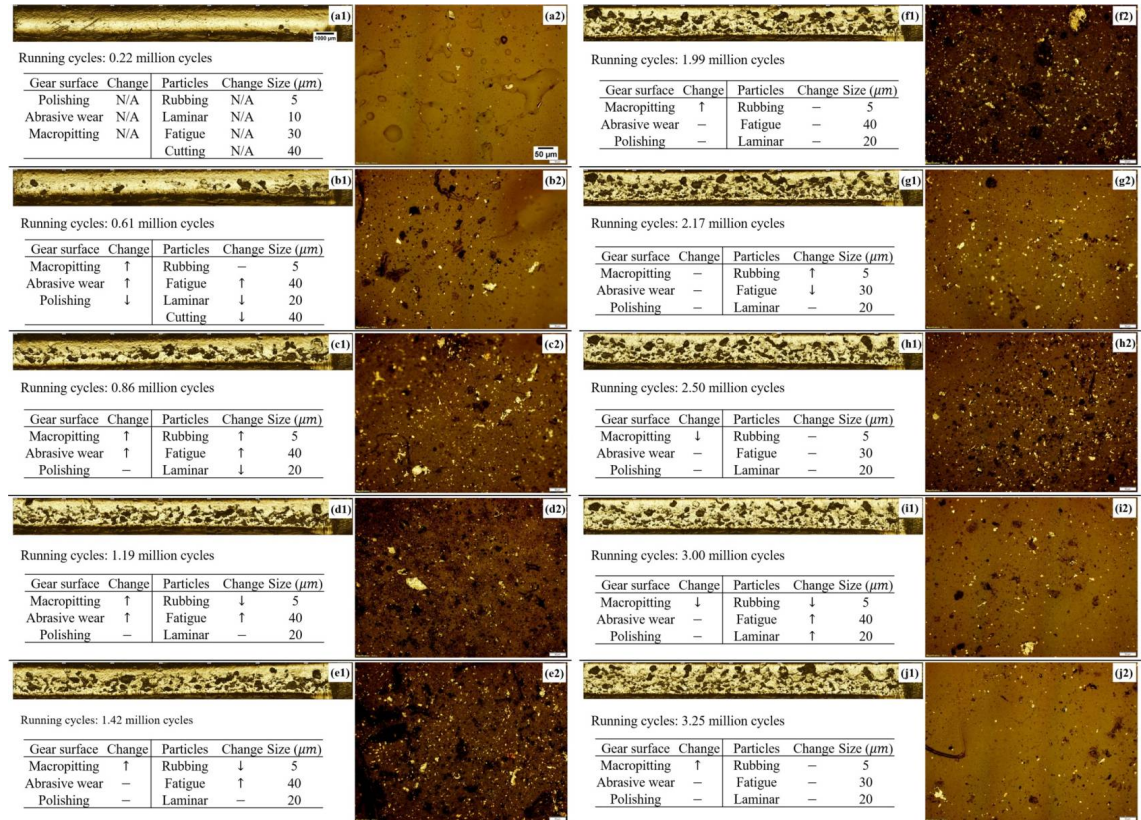 (a1)
1000 μm
(a2)
Running cycles: 0.22 million cycles
Gear surface Change Particles Change Size (μm)
Polishing N/A Rubbing N/A 5
Abrasive wear N/A Laminar N/A 10
Macropitting N/A Fatigue N/A 30
Cutting N/A 40
50 μm
(b1)
(b2)
Running cycles: 0.61 million cycles
Gear surface Change Particles Change Size (μm)
Macropitting ↑ Rubbing – 5
Abrasive wear ↑ Fatigue ↑ 40
Polishing ↓ Laminar ↓ 20
Cutting ↓ 40
(c1)
(c2)
Running cycles: 0.86 million cycles
Gear surface Change Particles Change Size (μm)
Macropitting ↑ Rubbing ↑ 5
Abrasive wear ↑ Fatigue ↑ 40
Polishing – Laminar ↓ 20
(d1)
(d2)
Running cycles: 1.19 million cycles
Gear surface Change Particles Change Size (μm)
Macropitting ↑ Rubbing ↓ 5
Abrasive wear ↑ Fatigue ↑ 40
Polishing – Laminar – 20
(e1)
(e2)
Running cycles: 1.42 million cycles
Gear surface Change Particles Change Size (μm)
Macropitting ↑ Rubbing ↓ 5
Abrasive wear – Fatigue ↑ 40
Polishing – Laminar – 20
(f1)
(f2)
Running cycles: 1.99 million cycles
Gear surface Change Particles Change Size (μm)
Macropitting ↑ Rubbing – 5
Abrasive wear – Fatigue – 40
Polishing – Laminar – 20
(g1)
(g2)
Running cycles: 2.17 million cycles
Gear surface Change Particles Change Size (μm)
Macropitting – Rubbing ↑ 5
Abrasive wear – Fatigue ↓ 30
Polishing – Laminar – 20
(h1)
(h2)
Running cycles: 2.50 million cycles
Gear surface Change Particles Change Size (μm)
Macropitting ↓ Rubbing – 5
Abrasive wear – Fatigue – 30
Polishing – Laminar – 20
(i1)
(i2)
Running cycles: 3.00 million cycles
Gear surface Change Particles Change Size (μm)
Macropitting ↓ Rubbing ↓ 5
Abrasive wear – Fatigue ↑ 40
Polishing – Laminar ↑ 20
(j1)
(j2)
Running cycles: 3.25 million cycles
Gear surface Change Particles Change Size (μm)
Macropitting ↑ Rubbing – 5
Abrasive wear – Fatigue – 30
Polishing – Laminar – 20